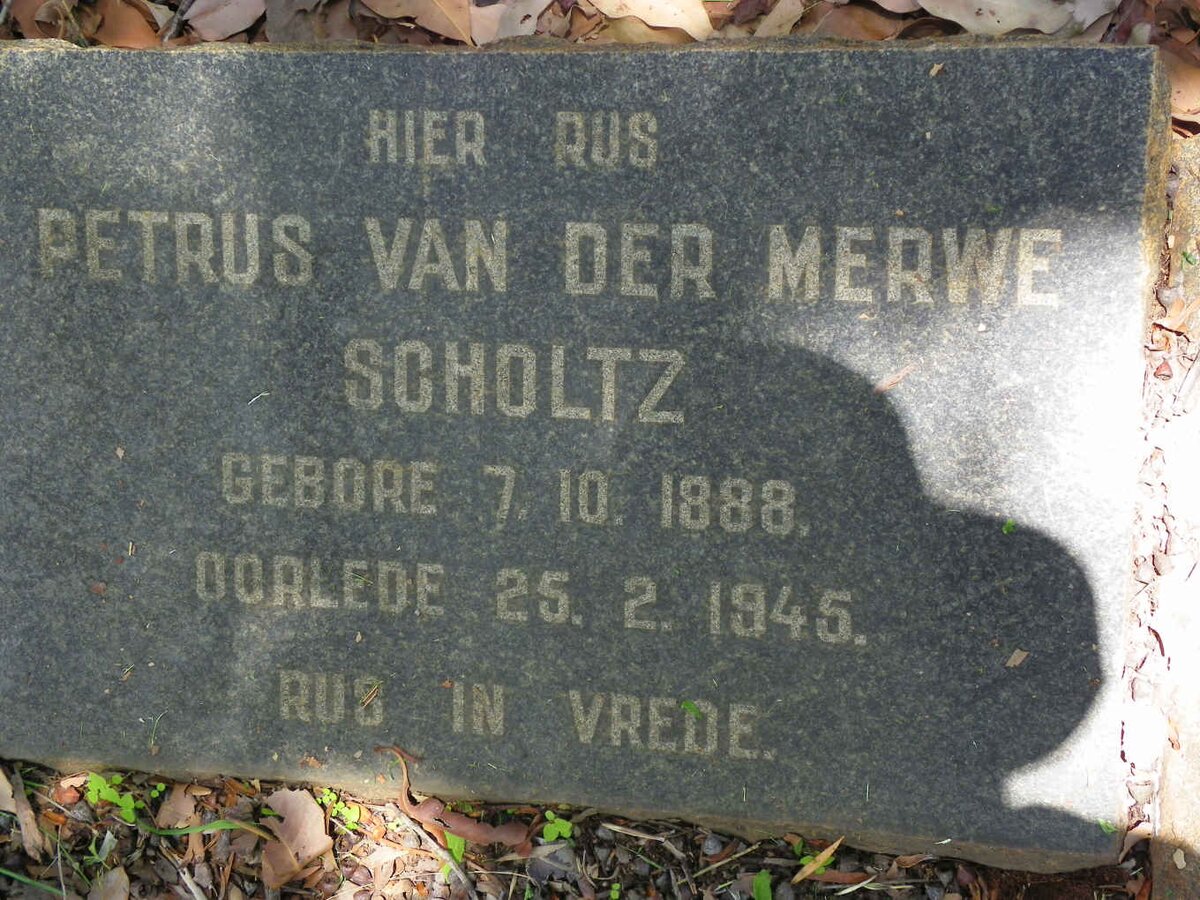 HIER RUS
PETRUS VAN DER MERWE
SCHOLTZ
GEBORE 7. 10. 1888.
OORLEDE 25. 2. 1945.
RUS IN VREDE.